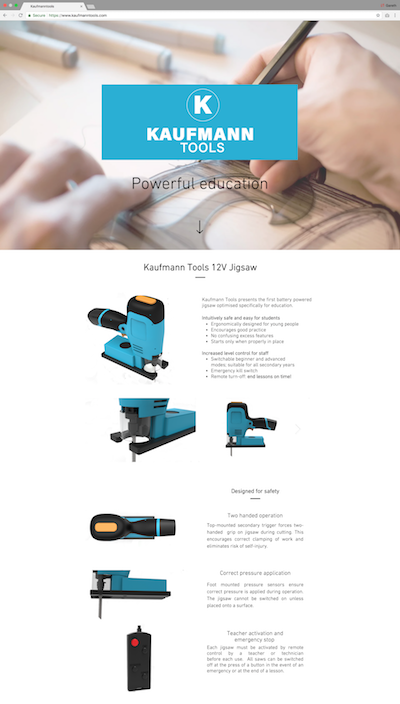 Kaufmanntools
Secure
https://www.kaufmanntools.com
K
KAUFMANN
TOOLS
Powerful education
Kaufmann Tools 12V Jigsaw
Kaufmann Tools presents the first battery powered
jigsaw optimised specifically for education.
Intuitively safe and easy for students
• Ergonomically designed for young people
• Encourages good practice
• No confusing excess features
• Starts only when properly in place
Increased level control for staff
• Switchable beginner and advanced
modes, suitable for all secondary years
• Emergency kill switch
• Remote turn-off: end lessons on time!
Designed for safety
Two handed operation
Top-mounted secondary trigger forces two-
handed grip on jigsaw during cutting. This
encourages correct clamping of work and
eliminates risk of self-injury.
Correct pressure application
Foot mounted pressure sensors ensure
correct pressure is applied during operation.
The jigsaw cannot be switched on unless
placed onto a surface.
Teacher activation and
emergency stop
Each jigsaw must be activated by remote
control by a teacher or technician
before each use. All saws can be switched
off at the press of a button in the event of an
emergency or at the end of a lesson.